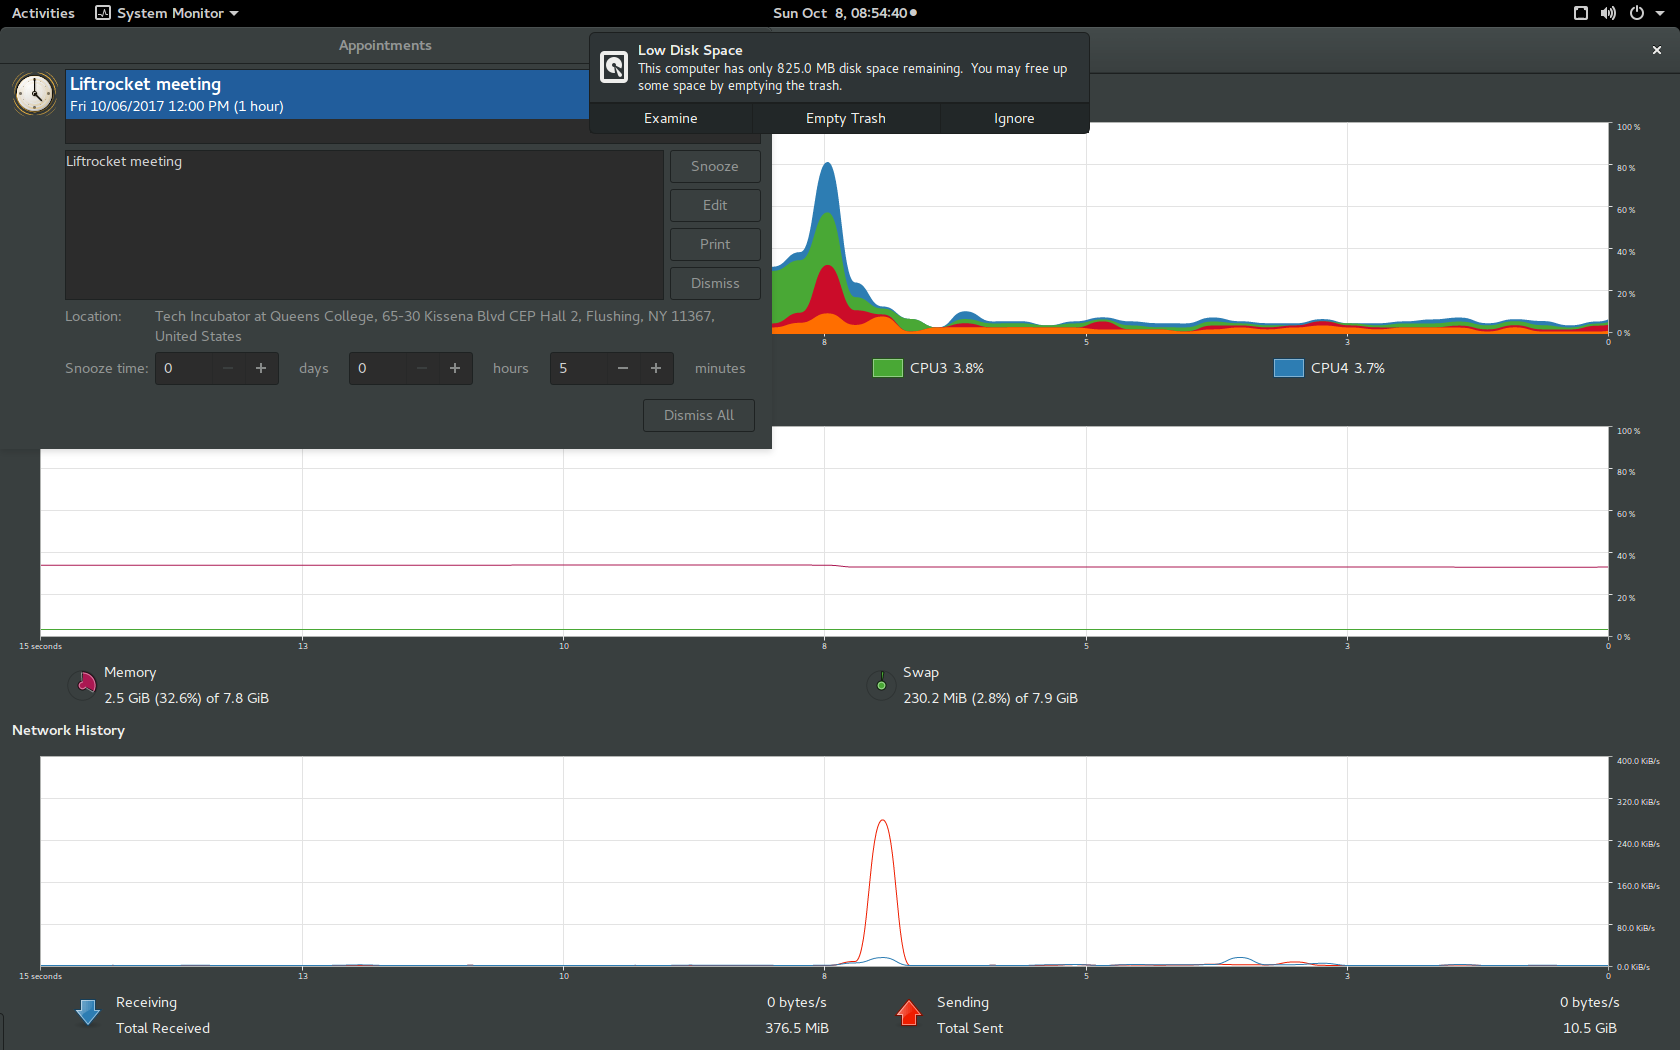 Activities
System Monitor
Sun Oct  8, 08:54:40
Appointments
Low Disk Space
This computer has only 825.0 MB disk space remaining.  You may free up
some space by emptying the trash.
Examine
Empty Trash
Ignore
Liftrocket meeting
Fri 10/06/2017 12:00 PM (1 hour)
Liftrocket meeting
Snooze
Edit
Print
Dismiss
Location:
Tech Incubator at Queens College, 65-30 Kissena Blvd CEP Hall 2, Flushing, NY 11367,
United States
Snooze time:
0
days
0
hours
5
minutes
Dismiss All
100 %
80 %
60 %
40 %
20 %
0 %
8
5
3
0
CPU3 3.8%
CPU4 3.7%
100 %
80 %
60 %
40 %
20 %
0 %
15 seconds
13
10
8
5
3
0
Memory
2.5 GiB (32.6%) of 7.8 GiB
Swap
230.2 MiB (2.8%) of 7.9 GiB
Network History
400.0 KiB/s
320.0 KiB/s
240.0 KiB/s
160.0 KiB/s
80.0 KiB/s
0.0 KiB/s
15 seconds
13
10
8
5
3
0
Receiving
0 bytes/s
Total Received
376.5 MiB
Sending
0 bytes/s
Total Sent
10.5 GiB